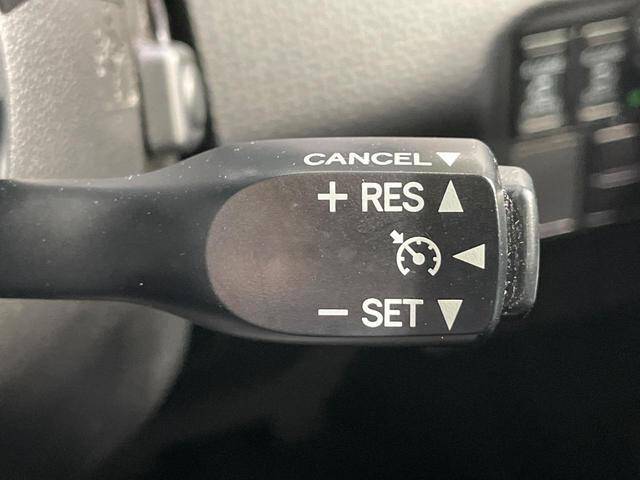 CANCEL ▼
+ RES ▲
◀
− SET ▼